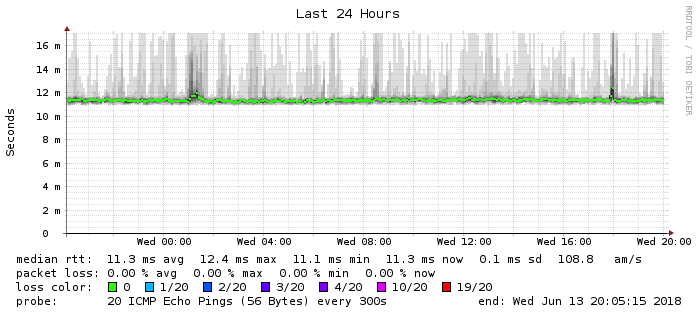 Last 24 Hours
RRDTOOL / TOBI OETIKER
Seconds
16 m
14 m
12 m
10 m
8 m
6 m
4 m
2 m
0
Wed 00:00 Wed 04:00 Wed 08:00 Wed 12:00 Wed 16:00 Wed 20:00
median rtt: 11.3 ms avg 12.4 ms max 11.1 ms min 11.3 ms now 0.1 ms sd 108.8 am/s
packet loss: 0.00 % avg 0.00 % max 0.00 % min 0.00 % now
loss color: 0 1/20 2/20 3/20 4/20 10/20 19/20
probe: 20 ICMP Echo Pings (56 Bytes) every 300s end: Wed Jun 13 20:05:15 2018